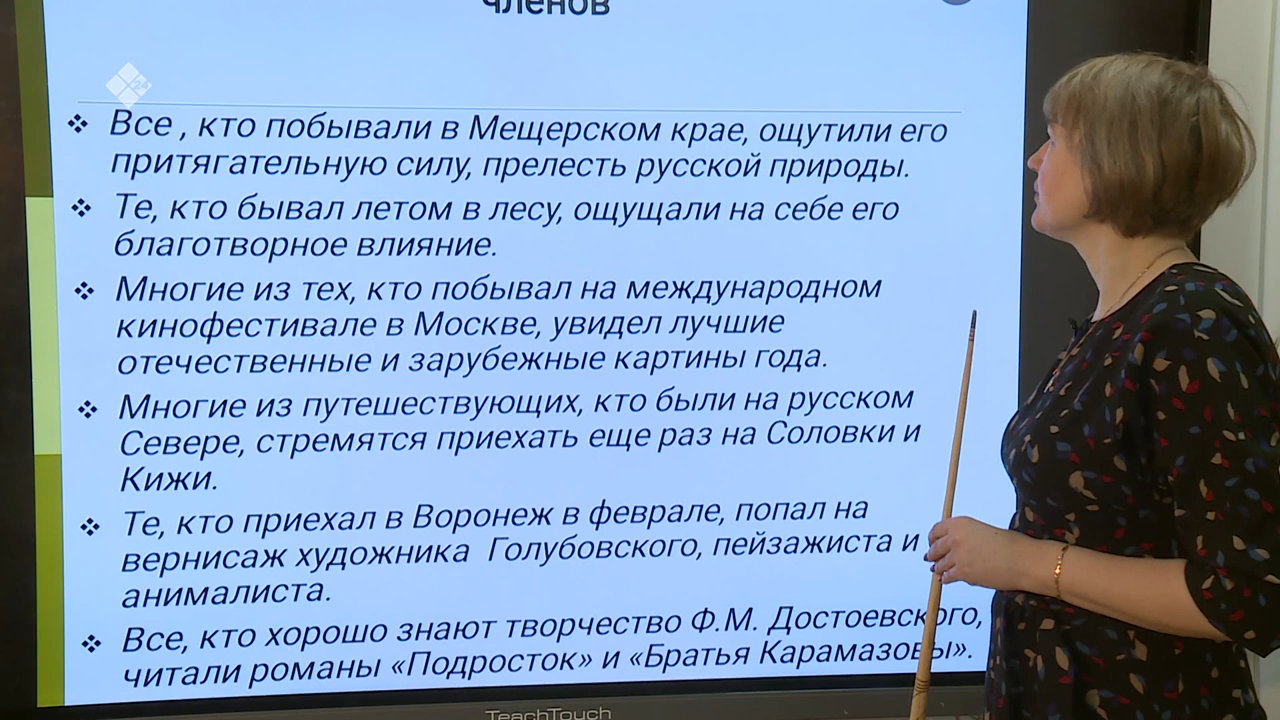 членов
24
❖ Все , кто побывали в Мещерском крае, ощутили его
притягательную силу, прелесть русской природы.
❖ Те, кто бывал летом в лесу, ощущали на себе его
благотворное влияние.
❖ Многие из тех, кто побывал на международном
кинофестивале в Москве, увидел лучшие
отечественные и зарубежные картины года.
❖ Многие из путешествующих, кто были на русском
Севере, стремятся приехать еще раз на Соловки и
Кижи.
❖ Те, кто приехал в Воронеж в феврале, попал на
вернисаж художника Голубовского, пейзажиста и
анималиста.
❖ Все, кто хорошо знают творчество Ф.М. Достоевского,
читали романы «Подросток» и «Братья Карамазовы».
TeachTouch